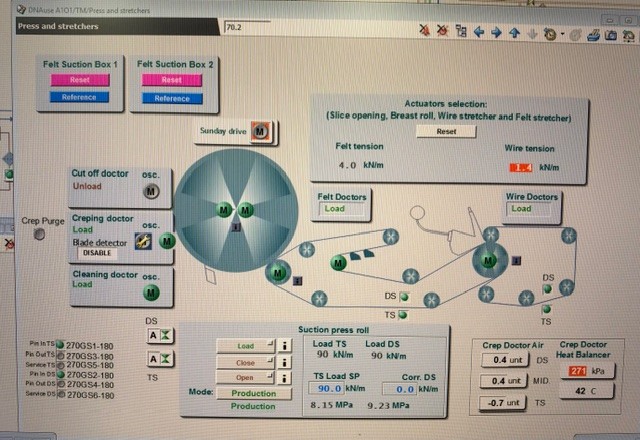 DNAuse A1O1/TM/Press and stretchers
Press and stretchers
70.2
Felt Suction Box 1
Reset
Reference
Felt Suction Box 2
Reset
Reference
Sunday drive M
Actuators selection:
(Slice opening, Breast roll, Wire stretcher and Felt stretcher)
Reset
Felt tension
Wire tension
4.0 kN/m
1.4 kN/m
Cut off doctor osc.
Unload
M
Crep Purge
Creping doctor osc.
Load
Blade detector
DISABLE
M
Cleaning doctor osc.
Load
M
M M
Felt Doctors
Load
Wire Doctors
Load
M
M
M
DS
TS
DS
TS
DS
A
A
TS
Pin In TS 270GS1-180
Pin Out TS 270GS3-180
Service TS 270GS5-180
Pin In DS 270GS2-180
Pin Out DS 270GS4-180
Service DS 270GS6-180
Suction press roll
Load i
Close i
Open i
Mode: Production
Production
Load TS Load DS
90 kN/m 90 kN/m
TS Load SP Corr. DS
90.0 kN/m 0.0 kN/m
8.15 MPa 9.23 MPa
Crep Doctor Air
0.4 unt DS
0.4 unt MID.
-0.7 unt TS
Crep Doctor
Heat Balancer
271 kPa
42 C